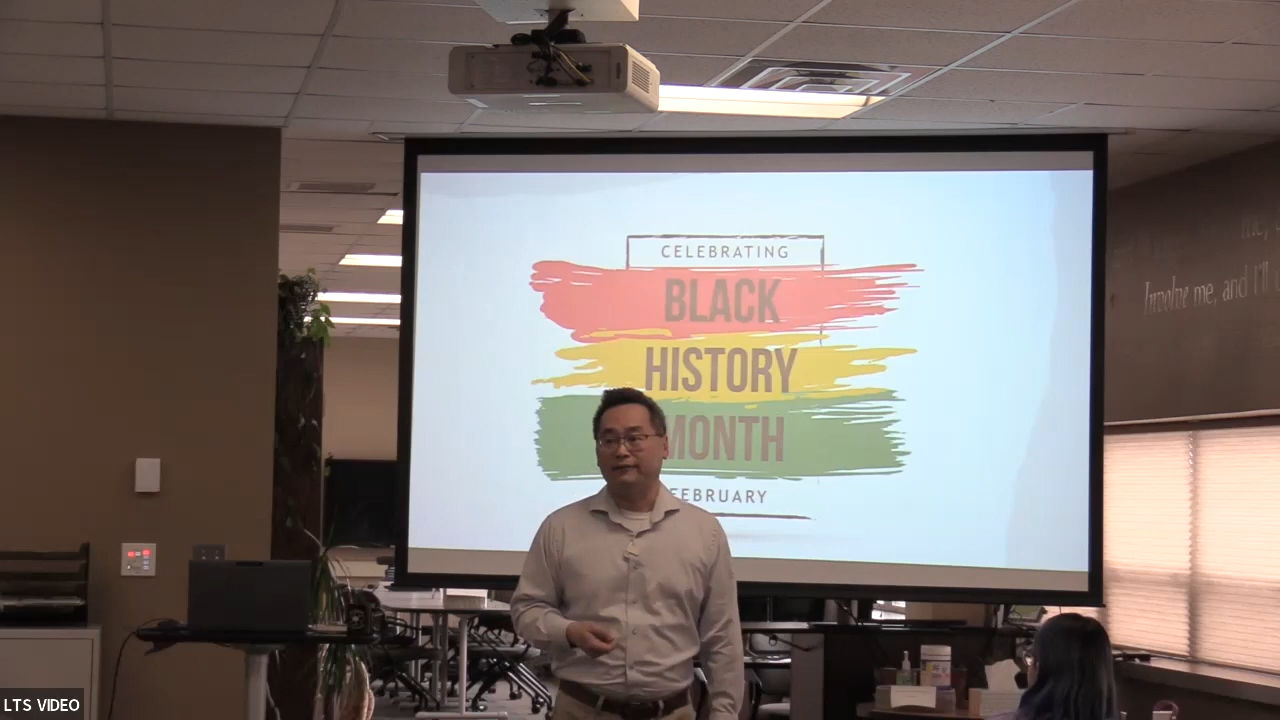 CELEBRATING
BLACK
HISTORY
MONTH
FEBRUARY
Involve me, and I'll
LTS VIDEO